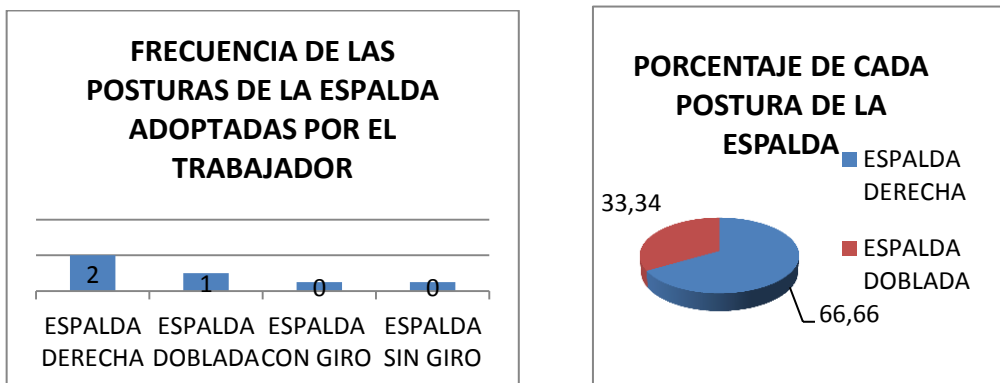 FRECUENCIA DE LAS
POSTURAS DE LA ESPALDA
ADOPTADAS POR EL
TRABAJADOR
2
1
0
0
ESPALDA
DERECHA
ESPALDA
DOBLADA
ESPALDA
CON GIRO
ESPALDA
SIN GIRO
PORCENTAJE DE CADA
POSTURA DE LA
ESPALDA
ESPALDA
DERECHA
33,34
ESPALDA
DOBLADA
66,66